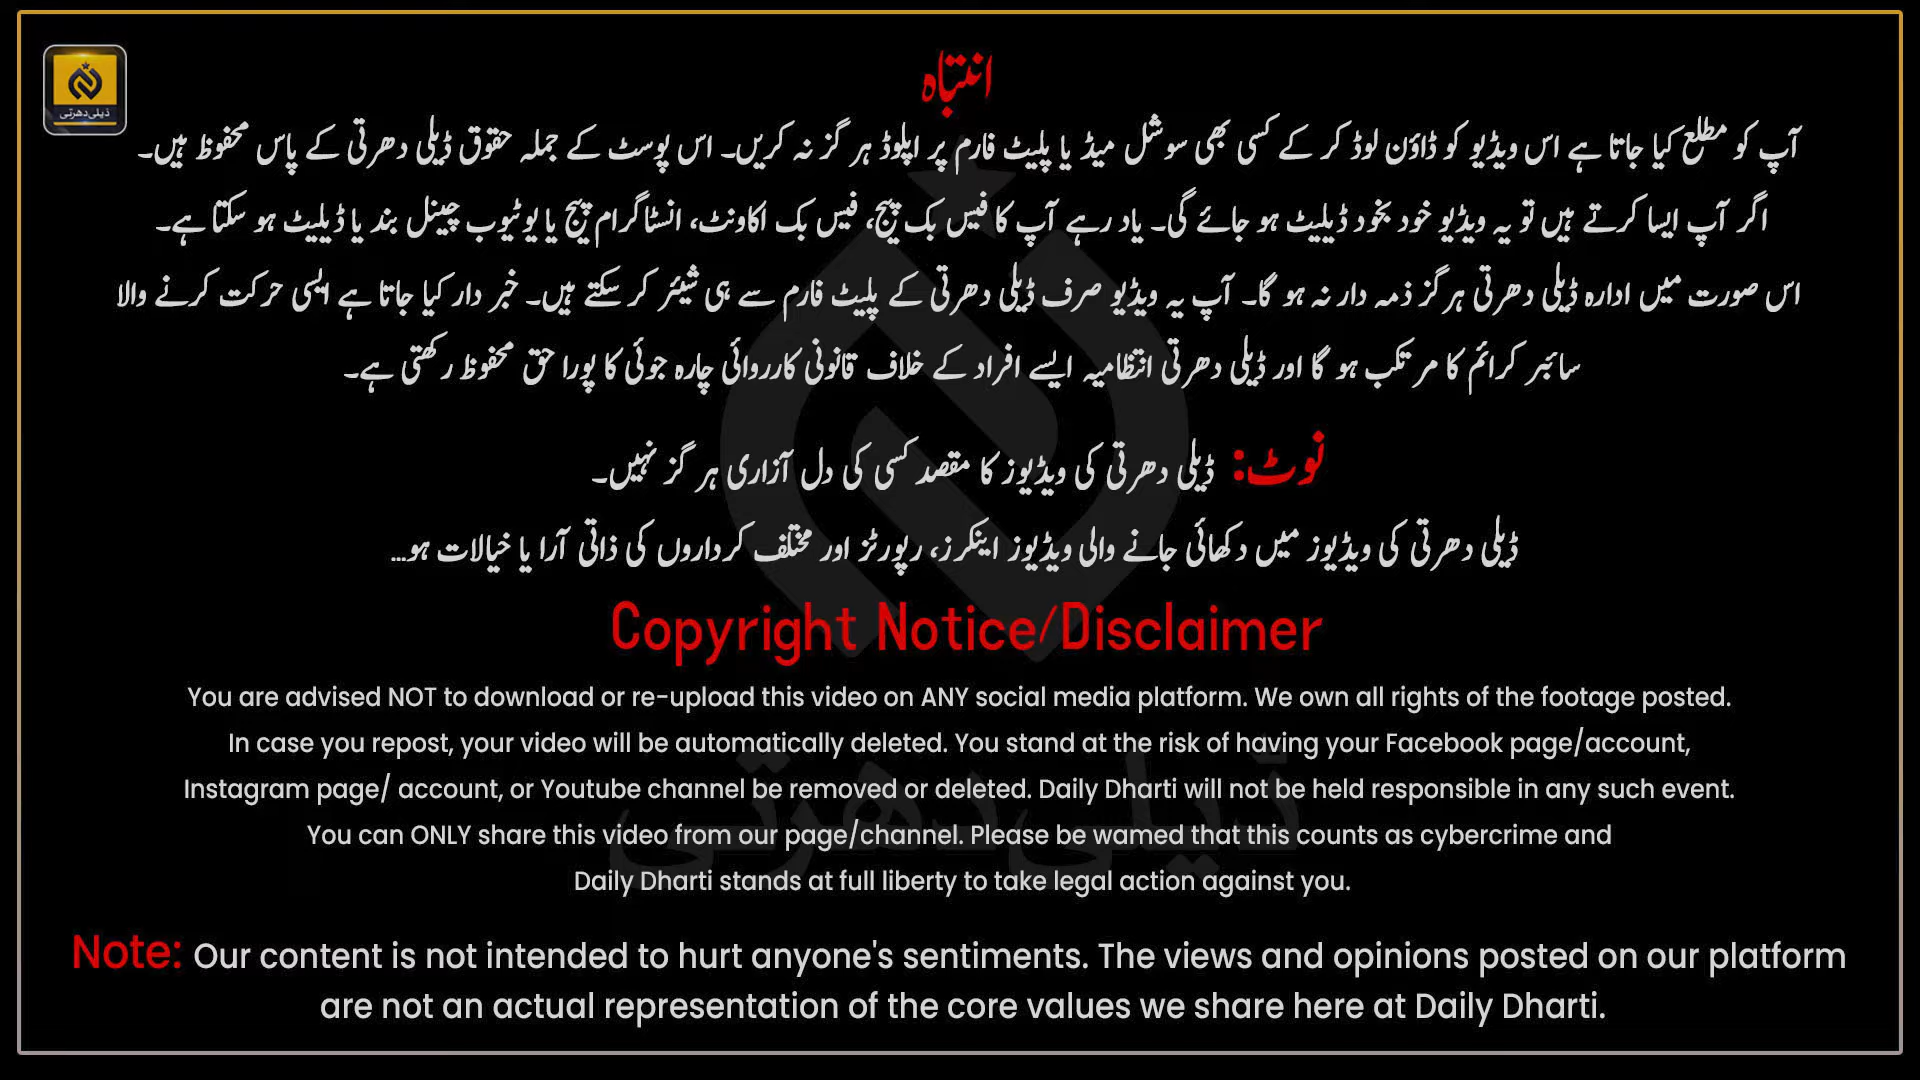 ڈیلی دھرتی
انتباہ
آپ کو مطلع کیا جاتا ہے اس ویڈیو کو ڈاؤن لوڈ کر کے کسی بھی سوشل میڈ یا پلیٹ فارم پر اپلوڈ ہر گز نہ کریں۔ اس پوسٹ کے جملہ حقوق ڈیلی دھرتی کے پاس محفوظ ہیں۔
اگر آپ ایسا کرتے ہیں تو یہ ویڈیو خود بخود ڈیلیٹ ہو جائے گی۔ یاد رہے آپ کا فیس بک پیج، فیس بک اکاونٹ، انسٹاگرام پیج یا یوٹیوب چینل بند یا ڈیلیٹ ہو سکتا ہے۔
اس صورت میں ادارہ ڈیلی دھرتی ہرگز ذمہ دار نہ ہو گا۔ آپ یہ ویڈیو صرف ڈیلی دھرتی کے پلیٹ فارم سے ہی شیئر کر سکتے ہیں۔ خبر دار کیا جاتا ہے ایسی حرکت کرنے والا
سائبر کرائم کا مرتکب ہو گا اور ڈیلی دھرتی انتظامیہ ایسے افراد کے خلاف قانونی کارروائی چارہ جوئی کا پورا حق محفوظ رکھتی ہے۔
نوٹ: ڈیلی دھرتی کی ویڈیوز کا مقصد کسی کی دل آزاری ہر گز نہیں۔
ڈیلی دھرتی کی ویڈیوز میں دکھائی جانے والی ویڈیوز اینکرز، رپورٹز اور مختلف کرداروں کی ذاتی آرا یا خیالات ہو...
Copyright Notice/Disclaimer
You are advised NOT to download or re-upload this video on ANY social media platform. We own all rights of the footage posted.
In case you repost, your video will be automatically deleted. You stand at the risk of having your Facebook page/account,
Instagram page/ account, or Youtube channel be removed or deleted. Daily Dharti will not be held responsible in any such event.
You can ONLY share this video from our page/channel. Please be wamed that this counts as cybercrime and
Daily Dharti stands at full liberty to take legal action against you.
Note: Our content is not intended to hurt anyone's sentiments. The views and opinions posted on our platform
are not an actual representation of the core values we share here at Daily Dharti.
ڈیلی دھرتی